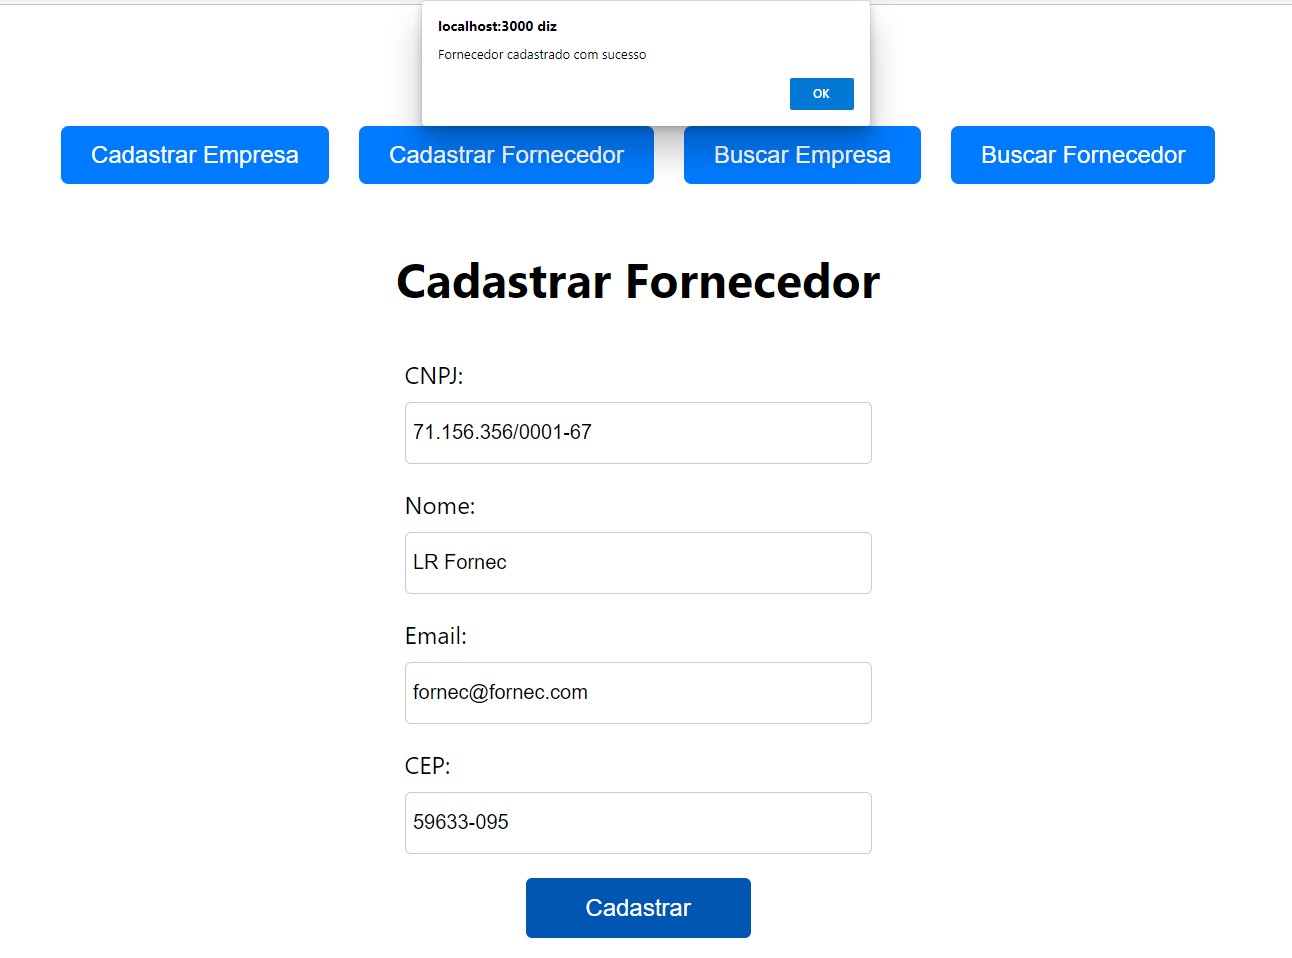 localhost:3000 diz
Fornecedor cadastrado com sucesso
OK
Cadastrar Empresa
Cadastrar Fornecedor
Buscar Empresa
Buscar Fornecedor
Cadastrar Fornecedor
CNPJ:
71.156.356/0001-67
Nome:
LR Fornec
Email:
fornec@fornec.com
CEP:
59633-095
Cadastrar